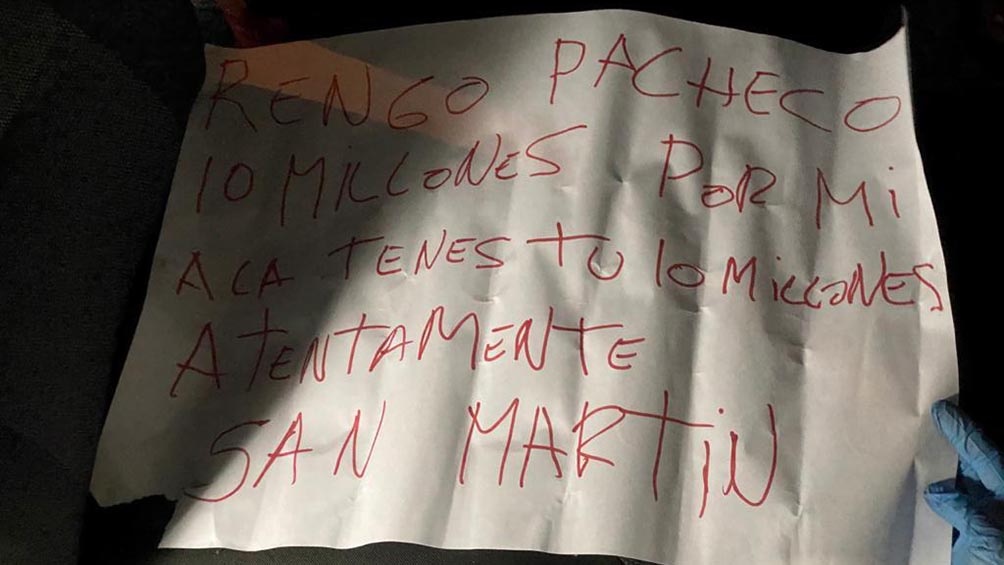 RENGO PACHECO
10 MILLONES POR Mi
ACA TENES TU 10 MiLLONES
ATENTAMENTE
SAN MARTiN